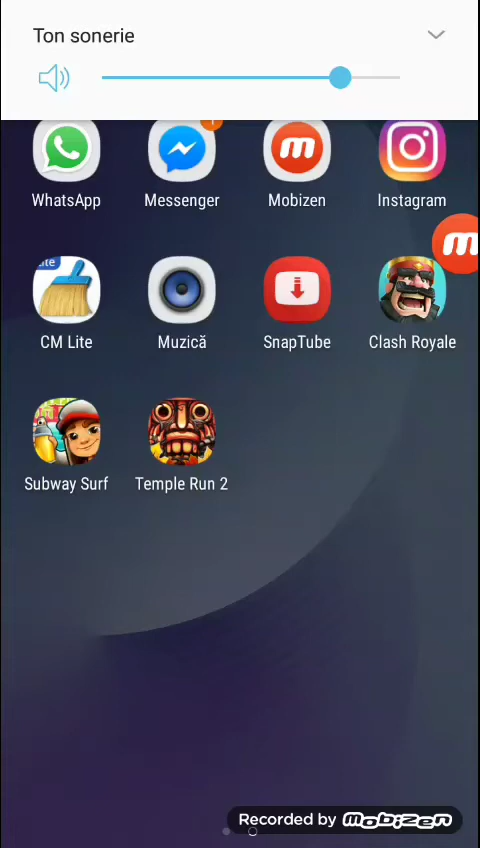 Ton sonerie
WhatsApp
Messenger
Mobizen
Instagram
CM Lite
Muzică
SnapTube
Clash Royale
Subway Surf
Temple Run 2
Recorded by mobizen